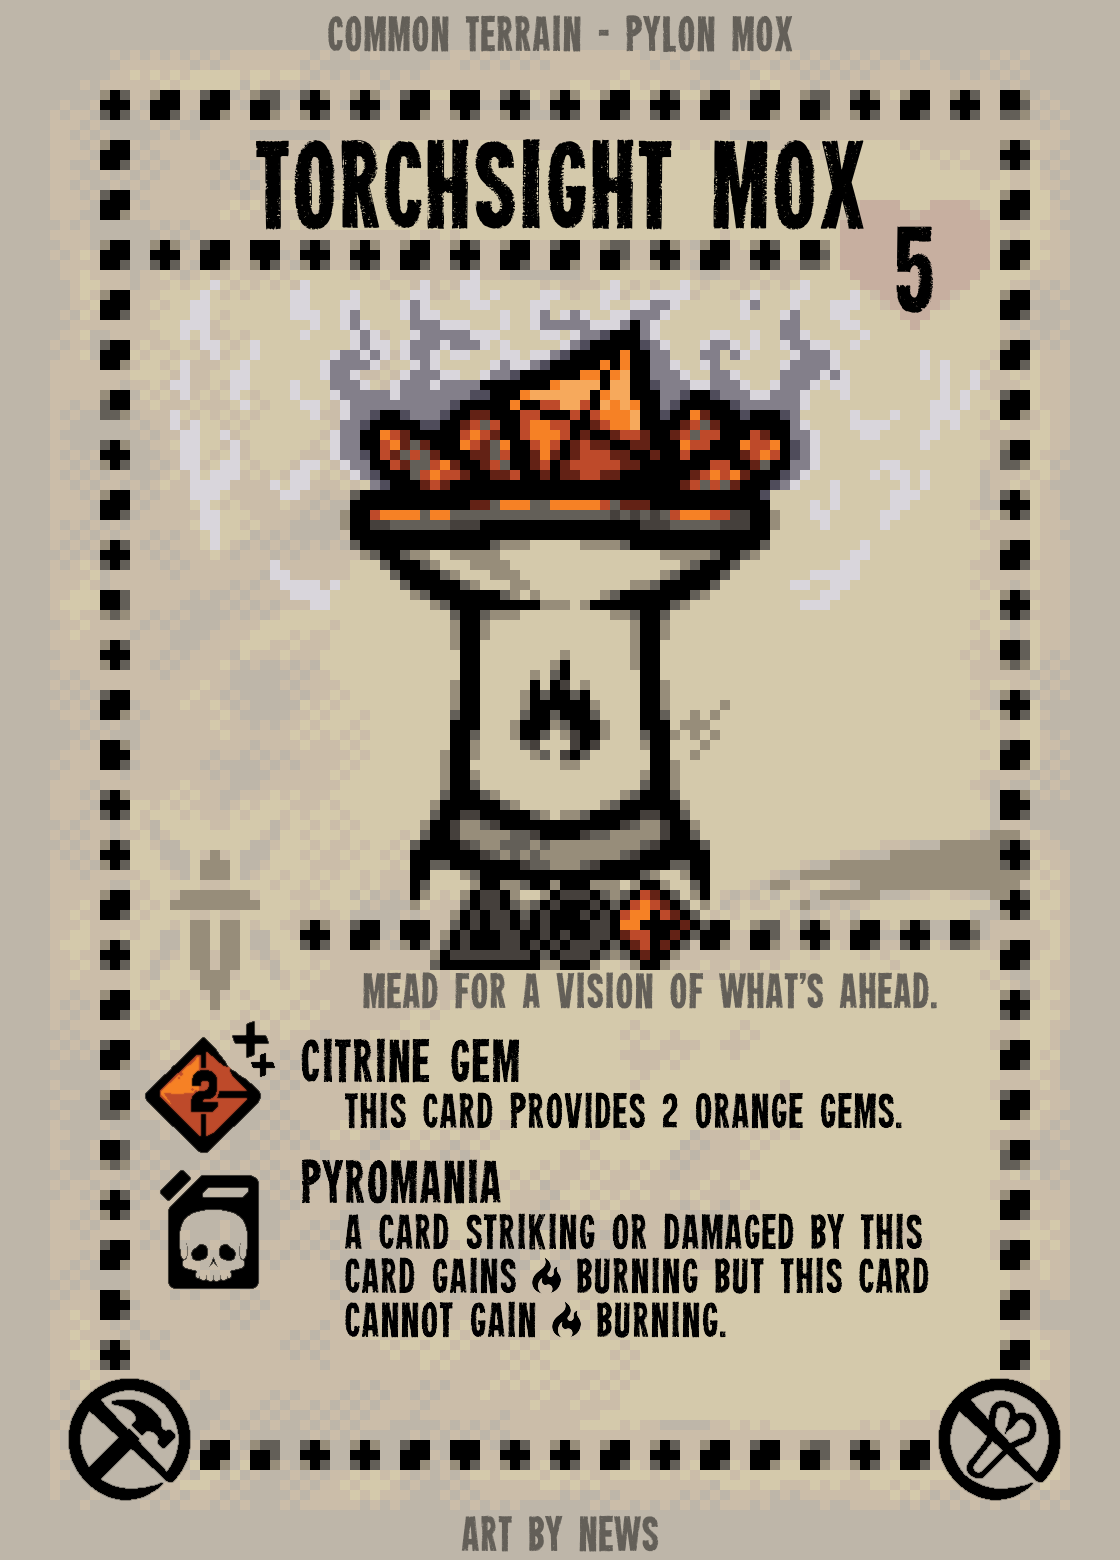 COMMON TERRAIN - PYLON MOX
TORCHSIGHT MOX
5
MEAD FOR A VISION OF WHAT'S AHEAD.
2
CITRINE GEM
THIS CARD PROVIDES 2 ORANGE GEMS.
PYROMANIA
A CARD STRIKING OR DAMAGED BY THIS
CARD GAINS BURNING BUT THIS CARD
CANNOT GAIN BURNING.
ART BY NEWS